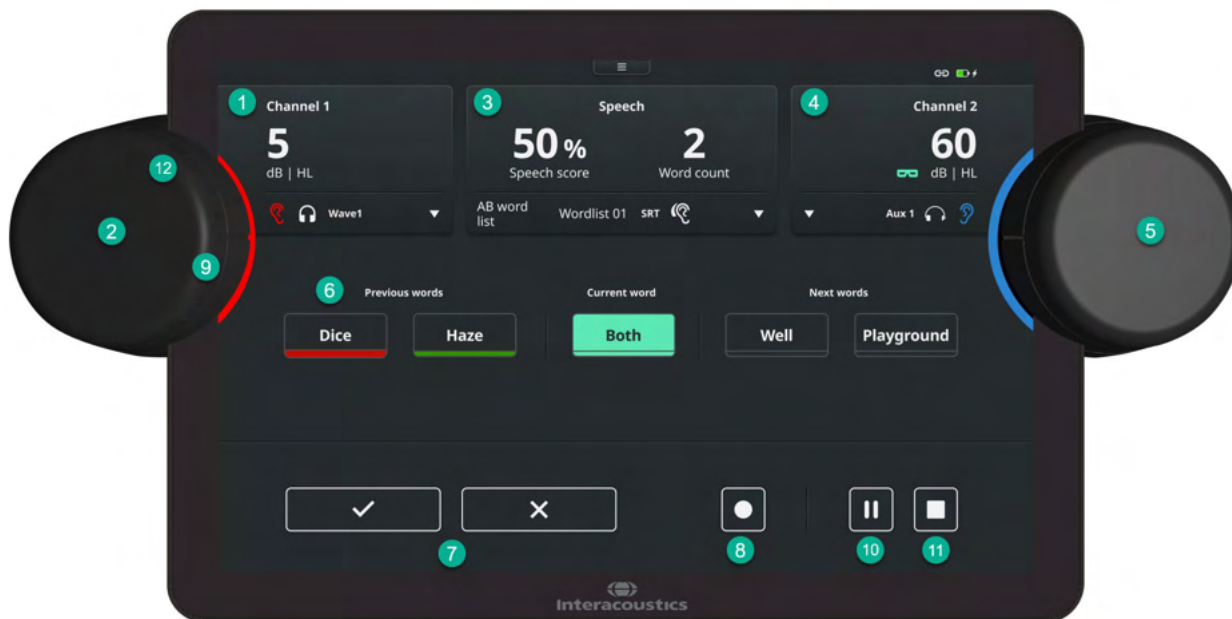 1 Channel 1
5
dB | HL
Wave1
3 Speech
50 % 2
Speech score Word count
AB word list Wordlist 01 SRT
4 Channel 2
60
dB | HL
Aux 1
12
2
9
5
6 Previous words Current word Next words
Dice Haze Both Well Playground
7
8
10
11
Interacoustics